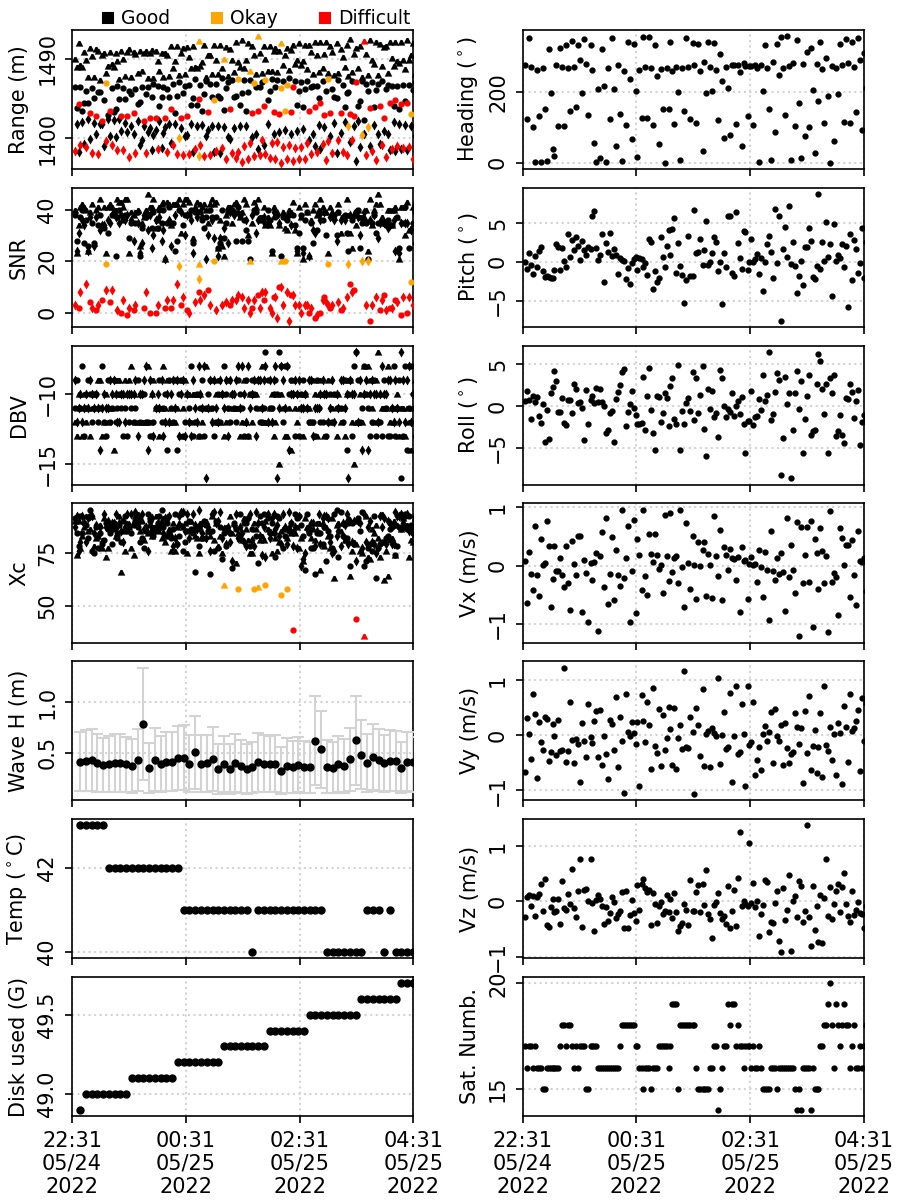 Good Okay Difficult
Range (m)
1490
1400
Heading (°)
200
0
SNR
40
20
0
Pitch (°)
5
0
−5
DBV
−10
−15
Roll (°)
5
0
−5
Xc
75
50
Vx (m/s)
1
0
−1
Wave H (m)
1.0
0.5
Vy (m/s)
1
0
−1
Temp (°C)
42
40
Vz (m/s)
1
0
−1
Disk used (G)
49.5
49.0
Sat. Numb.
20
15
22:31 00:31 02:31 04:31 22:31 00:31 02:31 04:31
05/24 05/25 05/25 05/25 05/24 05/25 05/25 05/25
2022 2022 2022 2022 2022 2022 2022 2022